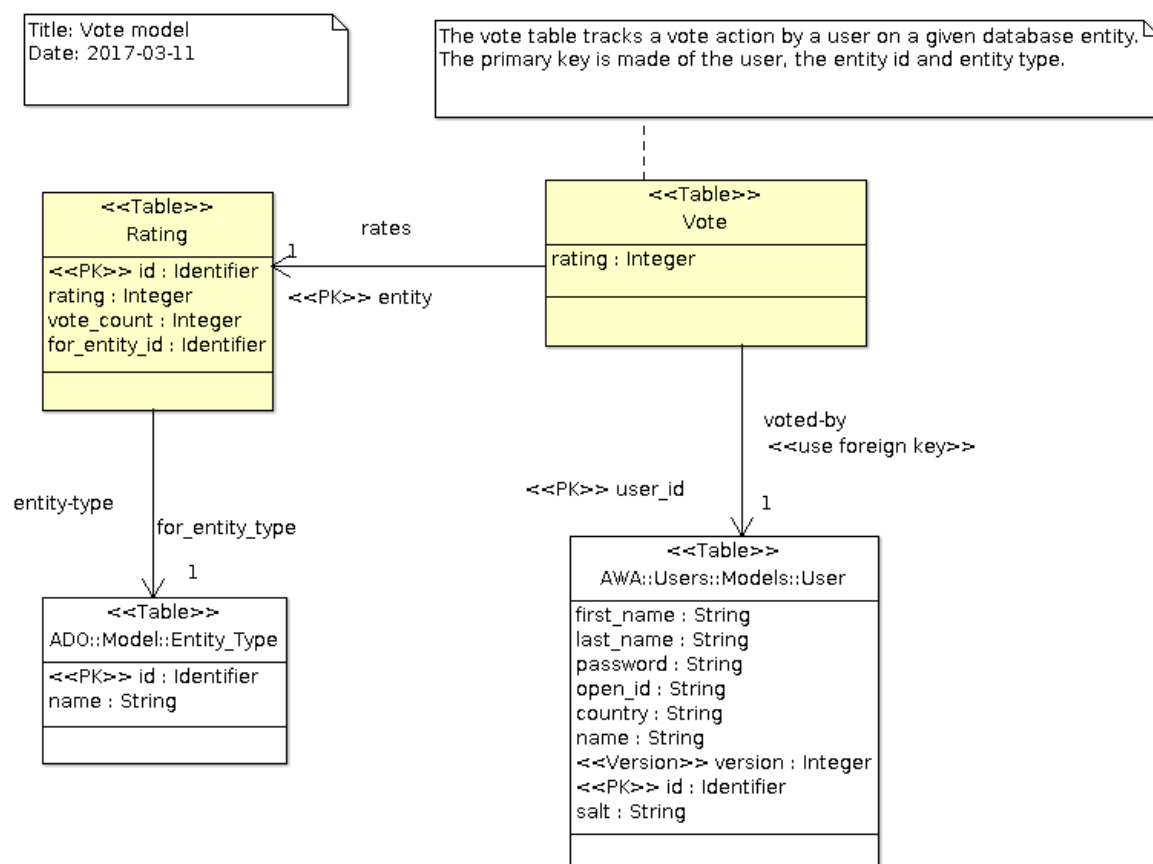 Title: Vote model
Date: 2017-03-11
The vote table tracks a vote action by a user on a given database entity.
The primary key is made of the user, the entity id and entity type.
<<Table>>
Rating
<<PK>> id : Identifier
rating : Integer
vote_count : Integer
for_entity_id : Identifier
rates
1
<<PK>> entity
<<Table>>
Vote
rating : Integer
voted-by
<<use foreign key>>
<<PK>> user_id
1
entity-type
for_entity_type
1
<<Table>>
ADO::Model::Entity_Type
<<PK>> id : Identifier
name : String
<<Table>>
AWA::Users::Models::User
first_name : String
last_name : String
password : String
open_id : String
country : String
name : String
<<Version>> version : Integer
<<PK>> id : Identifier
salt : String